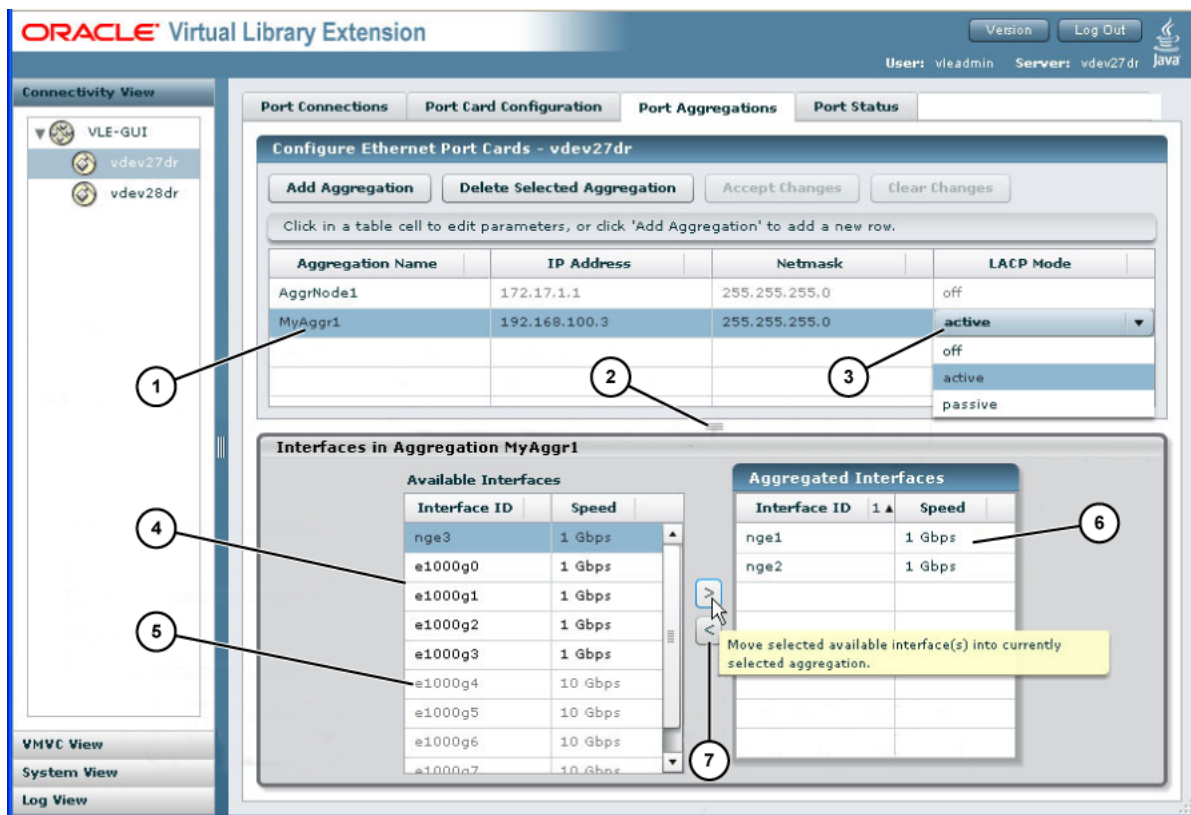 ORACLE Virtual Library Extension
Version Log Out
User: vleadmin Server: vdev27dr Java
Connectivity View
VLE-GUI
vdev27dr
vdev28dr
VMVC View
System View
Log View
Port Connections Port Card Configuration Port Aggregations Port Status
Configure Ethernet Port Cards - vdev27dr
Add Aggregation Delete Selected Aggregation Accept Changes Clear Changes
Click in a table cell to edit parameters, or click 'Add Aggregation' to add a new row.
Aggregation Name IP Address Netmask LACP Mode
AggrNode1 172.17.1.1 255.255.255.0 off
MyAggr1 192.168.100.3 255.255.255.0 active
off
active
passive
1
2
3
Interfaces in Aggregation MyAggr1
Available Interfaces
Interface ID Speed
nge3 1 Gbps
e1000g0 1 Gbps
e1000g1 1 Gbps
e1000g2 1 Gbps
e1000g3 1 Gbps
e1000g4 10 Gbps
e1000g5 10 Gbps
e1000g6 10 Gbps
e1000g7 10 Gbps
4
5
>
<
Move selected available interface(s) into currently
selected aggregation.
Aggregated Interfaces
Interface ID 1▲ Speed
nge1 1 Gbps
nge2 1 Gbps
6
7